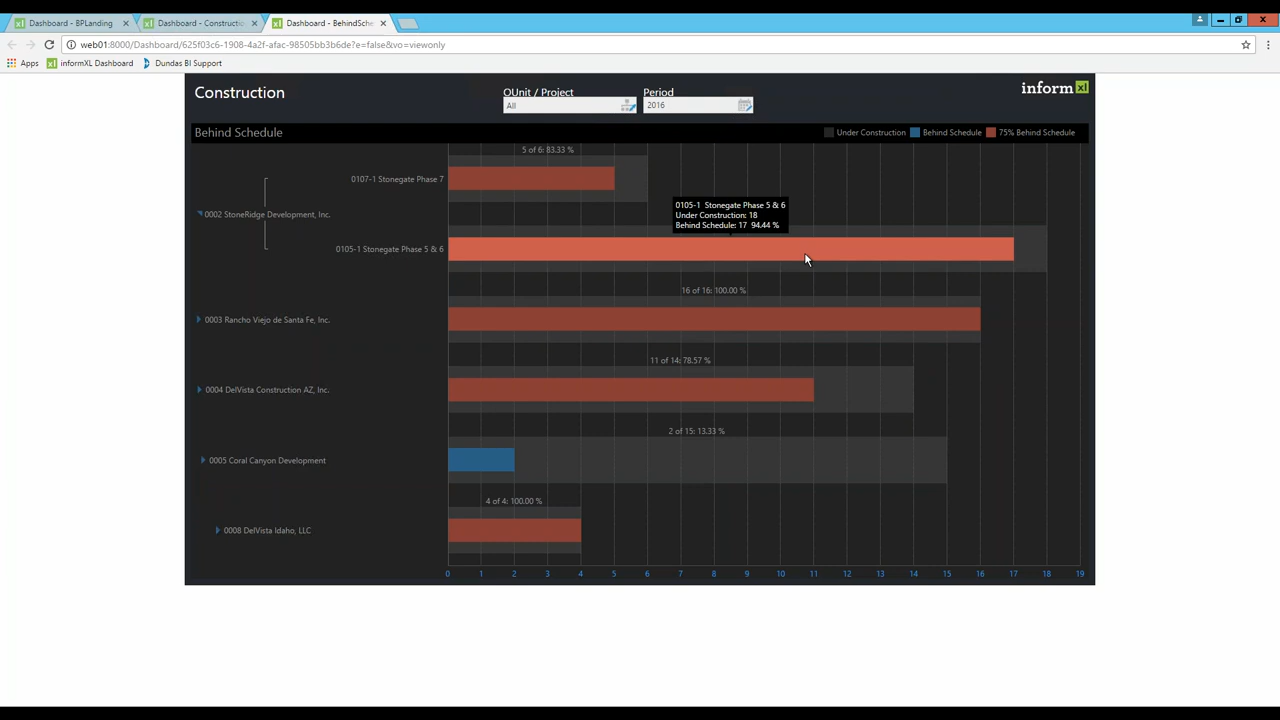 Dashboard - BPLanding
Dashboard - Constructio
Dashboard - BehindSche
web01:8000/Dashboard/625f03c6-1908-4a2f-afac-98505bb3b6de?e=false&vo=viewonly
Apps
informXL Dashboard
Dundas BI Support
Construction
OUnit / Project
All
Period
2016
inform xl
Behind Schedule
Under Construction
Behind Schedule
75% Behind Schedule
5 of 6: 83.33 %
0107-1 Stonegate Phase 7
0002 StoneRidge Development, Inc.
0105-1 Stonegate Phase 5 & 6
Under Construction: 18
Behind Schedule: 17 94.44 %
0105-1 Stonegate Phase 5 & 6
16 of 16: 100.00 %
0003 Rancho Viejo de Santa Fe, Inc.
11 of 14: 78.57 %
0004 DelVista Construction AZ, Inc.
2 of 15: 13.33 %
0005 Coral Canyon Development
4 of 4: 100.00 %
0008 DelVista Idaho, LLC
0 1 2 3 4 5 6 7 8 9 10 11 12 13 14 15 16 17 18 19